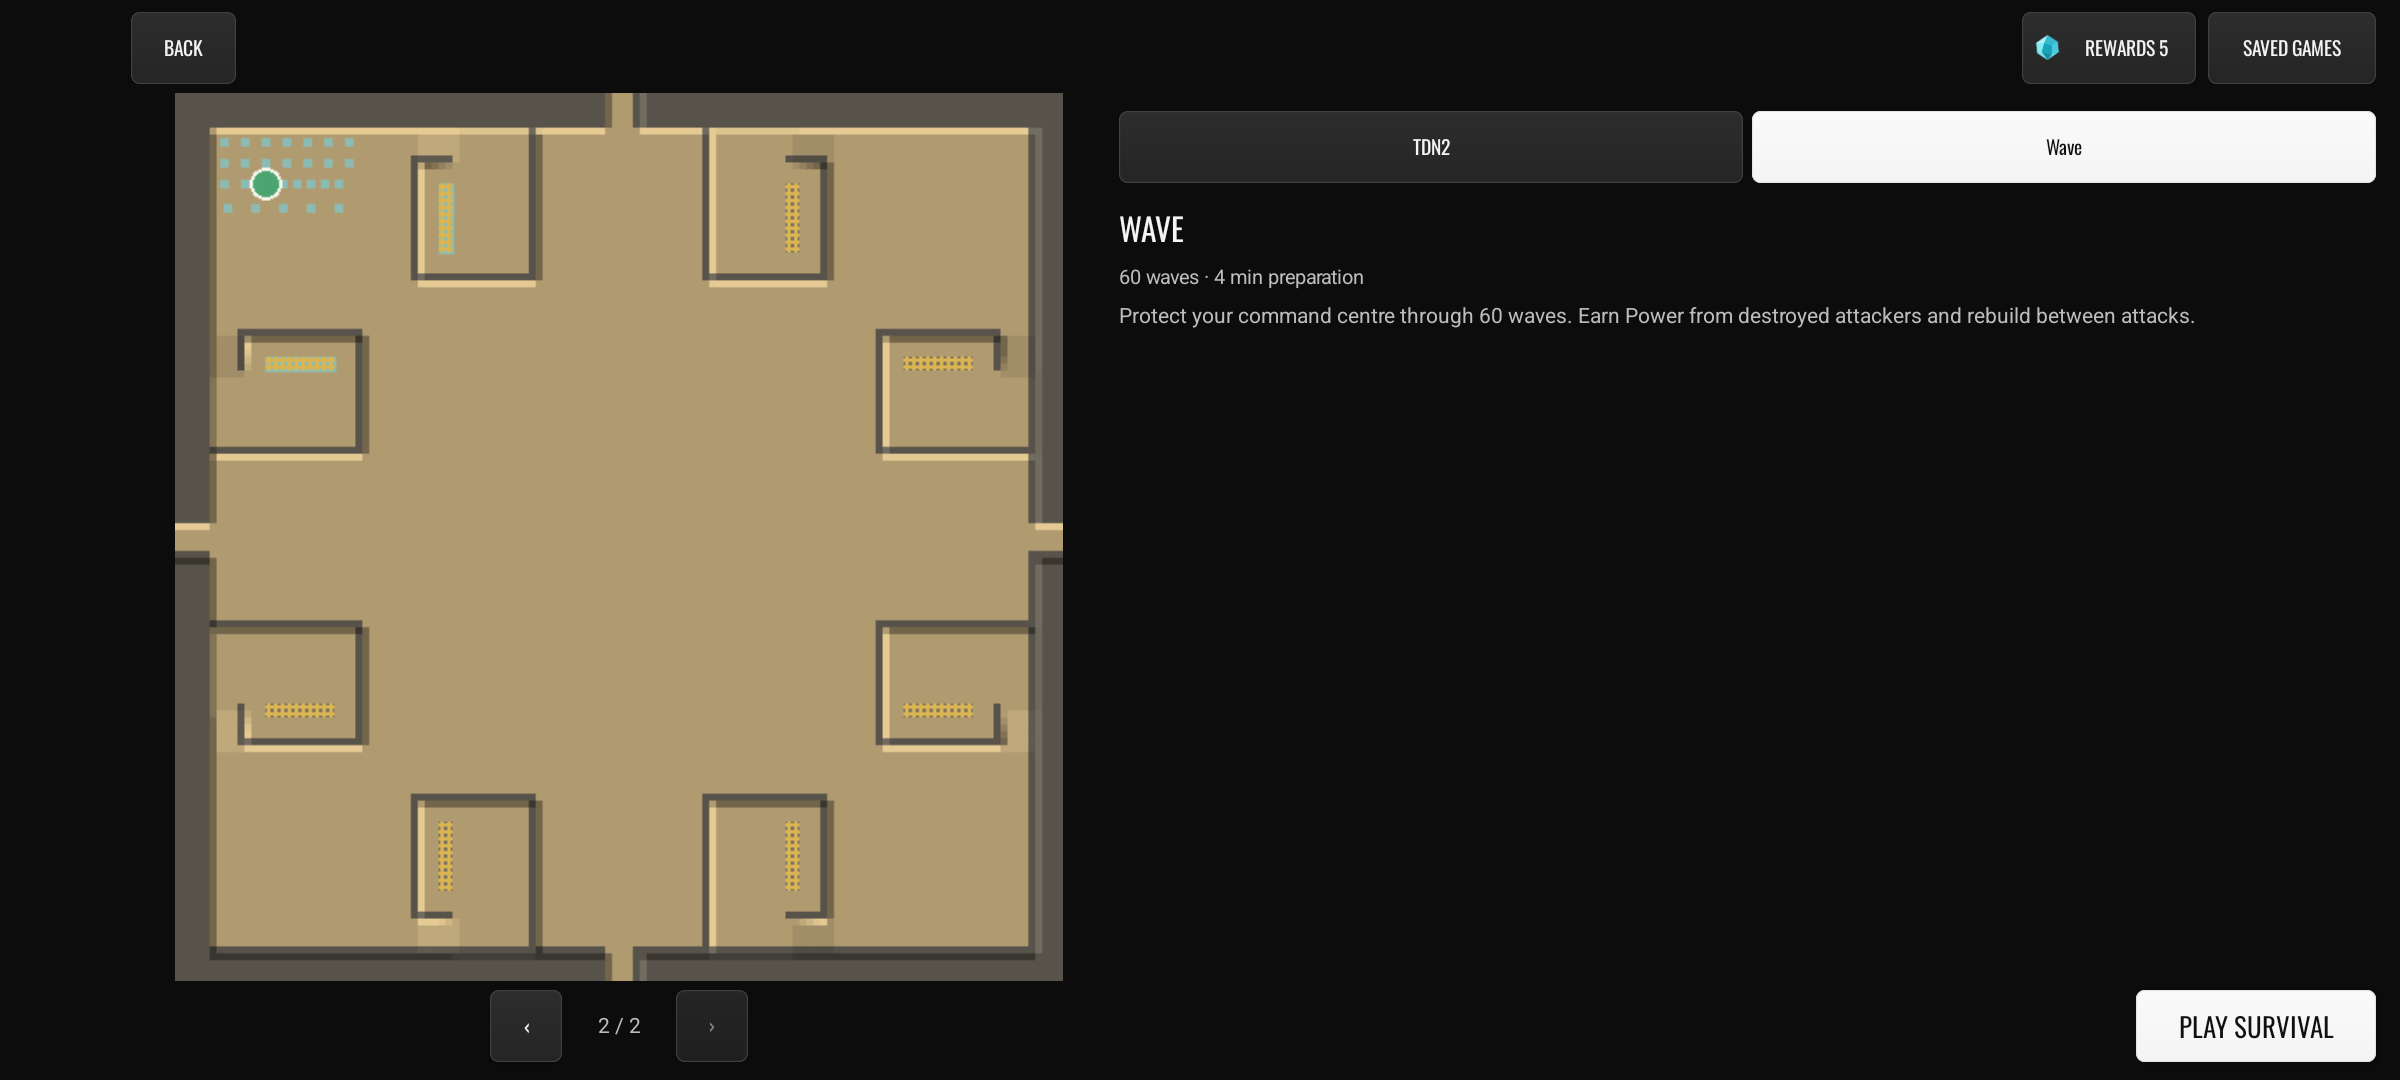 BACK
REWARDS 5
SAVED GAMES
TDN2
Wave
WAVE
60 waves · 4 min preparation
Protect your command centre through 60 waves. Earn Power from destroyed attackers and rebuild between attacks.
‹
2 / 2
›
PLAY SURVIVAL